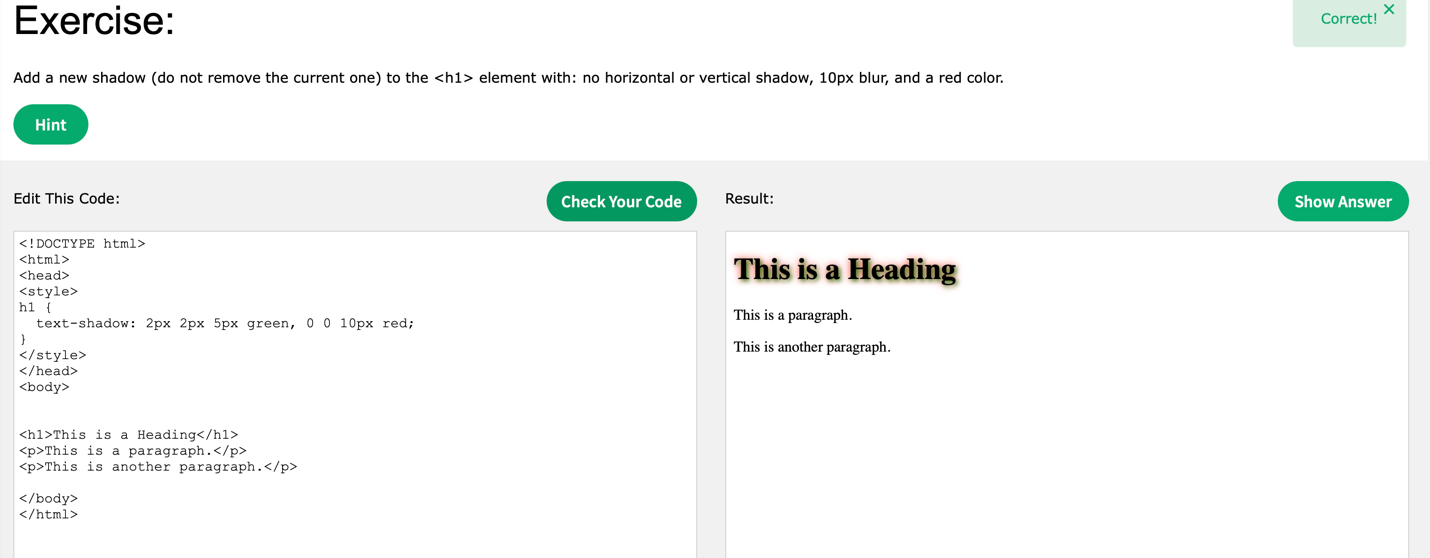 Exercise:
Correct! ×
Add a new shadow (do not remove the current one) to the <h1> element with: no horizontal or vertical shadow, 10px blur, and a red color.
Hint
Edit This Code:
Check Your Code
Result:
Show Answer
<!DOCTYPE html>
<html>
<head>
<style>
h1 {
  text-shadow: 2px 2px 5px green, 0 0 10px red;
}
</style>
</head>
<body>
<h1>This is a Heading</h1>
<p>This is a paragraph.</p>
<p>This is another paragraph.</p>
</body>
</html>
This is a Heading
This is a paragraph.
This is another paragraph.